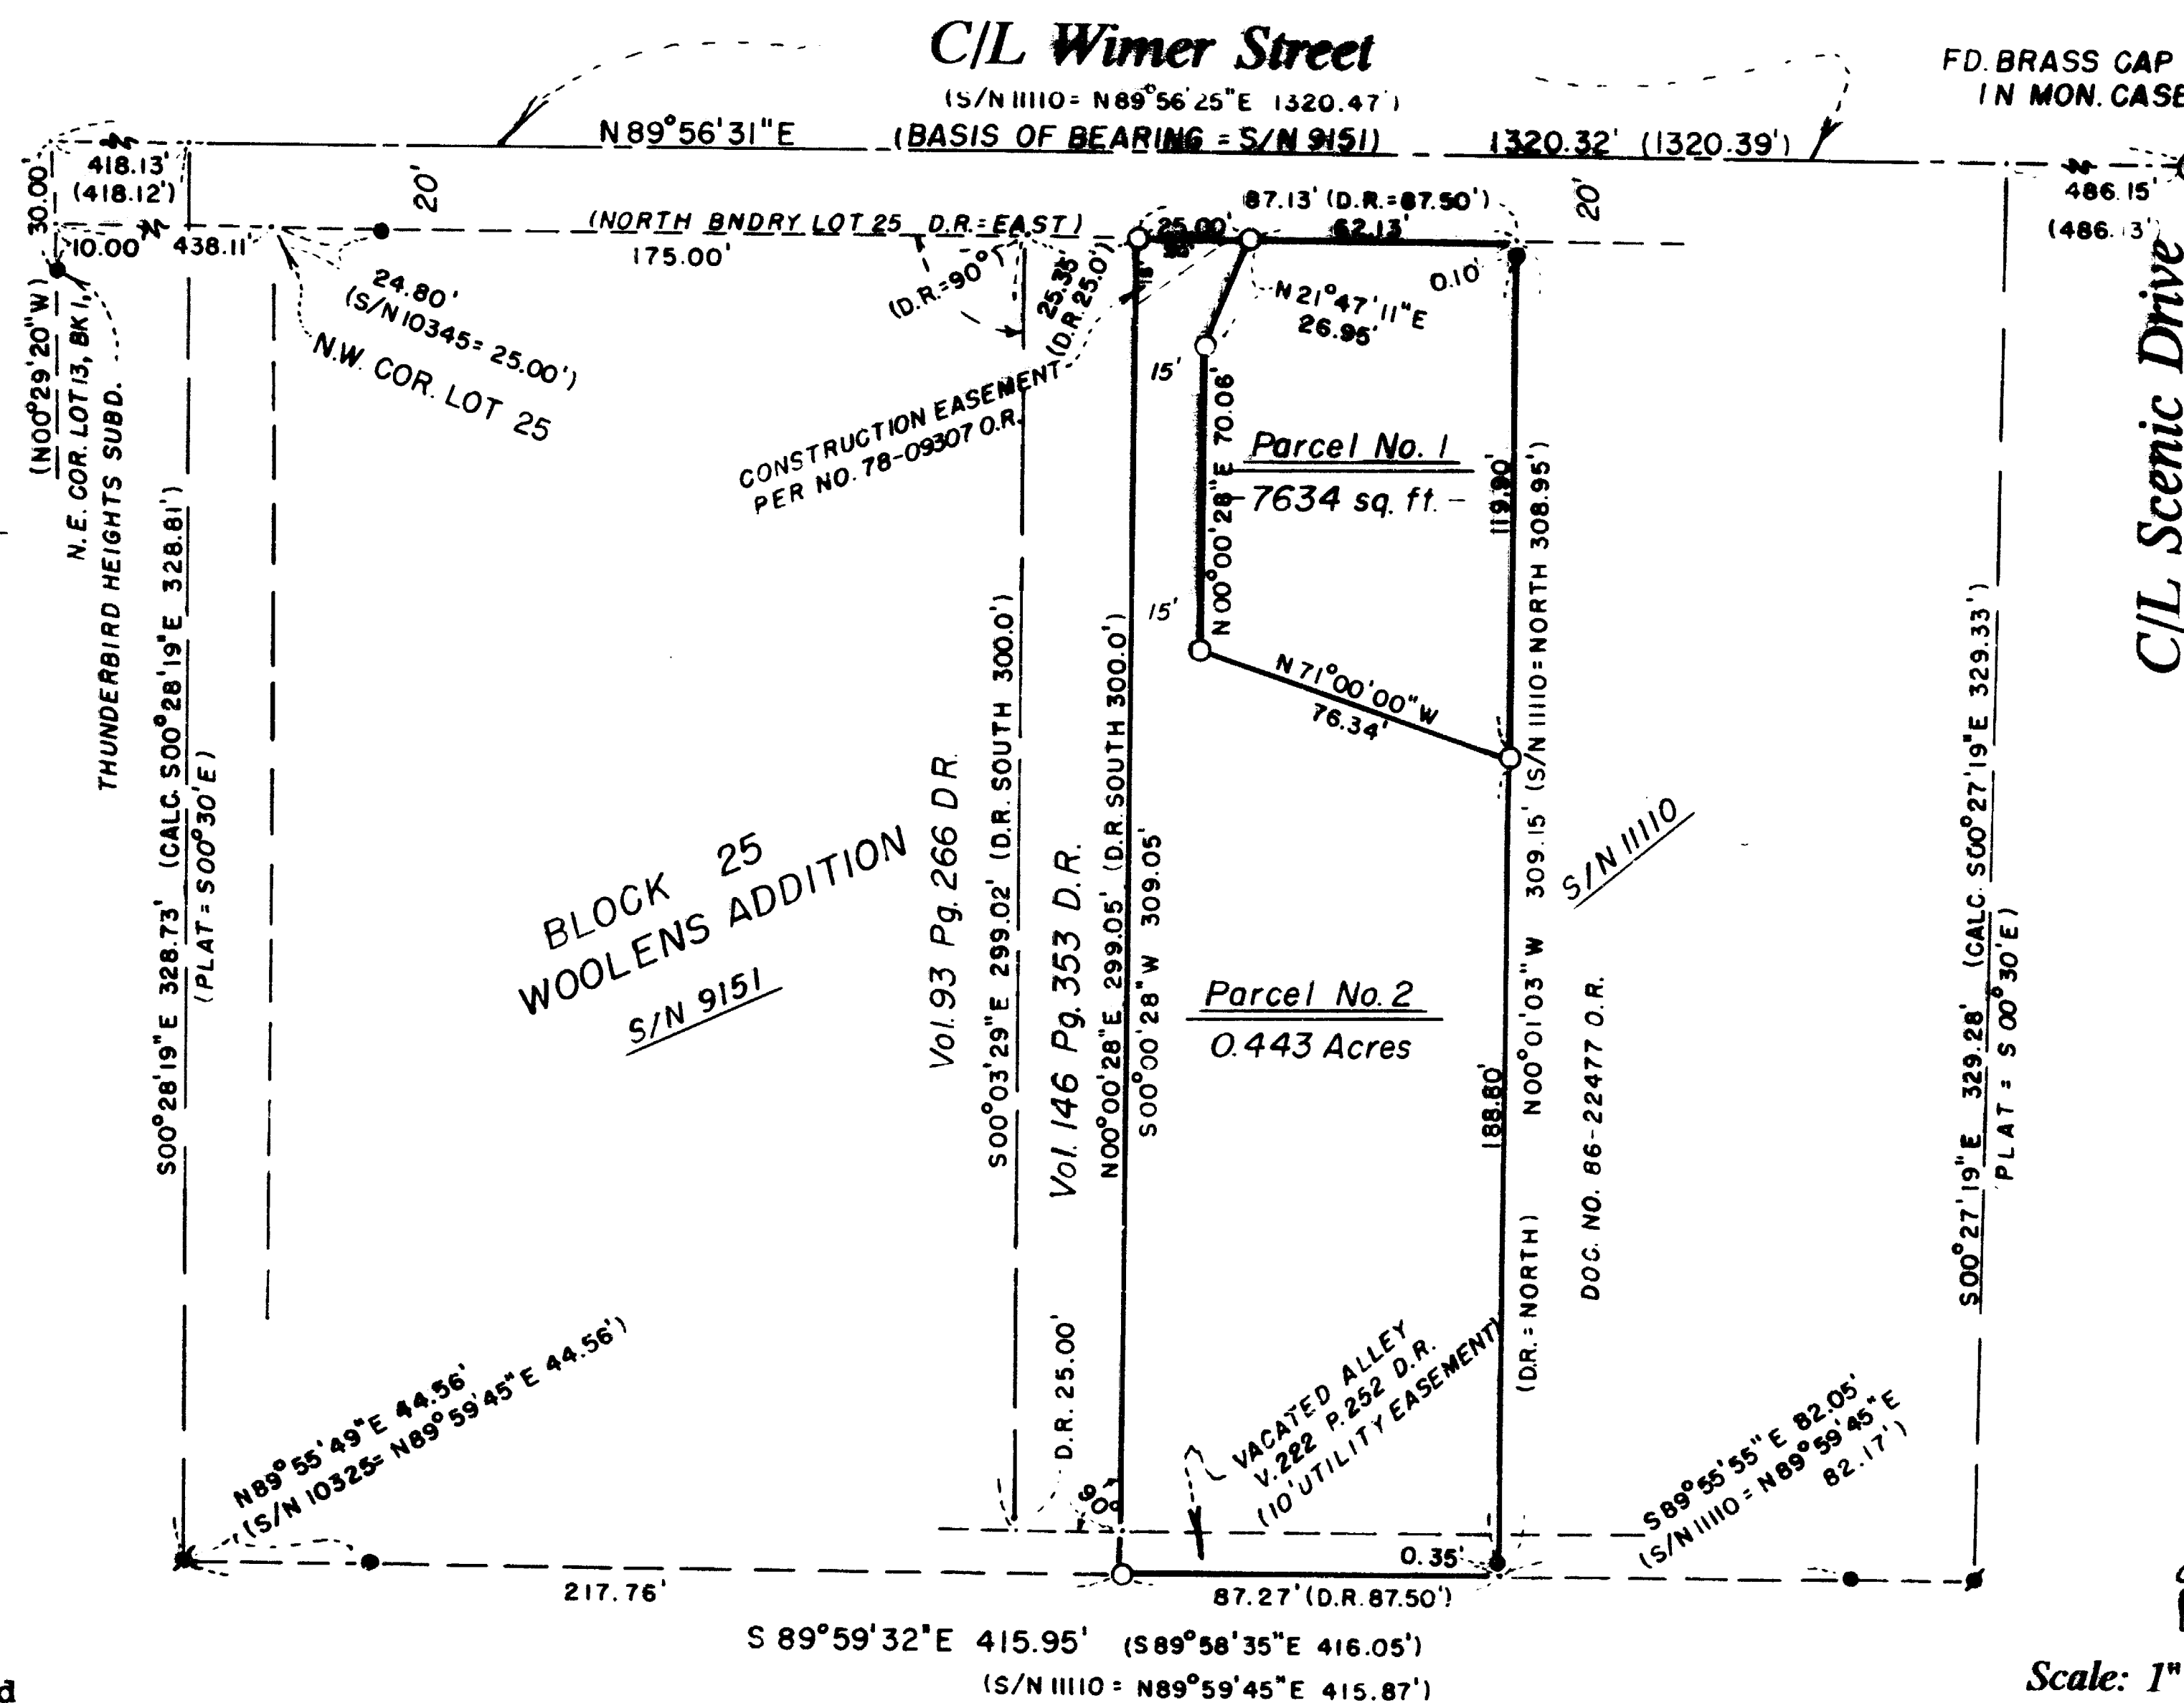 C/L Wimer Street
(S/N 11110 = N89°56'25"E 1320.47')
N89°56'31"E (BASIS OF BEARING = S/N 9151) 1320.32' (1320.39')
FD. BRASS CAP
IN MON. CASE
418.13'
(418.12')
30.00'
10.00'
438.11'
20'
(NORTH BNDRY LOT 25 D.R.=EAST)
175.00'
87.13' (D.R.=87.50')
25.00'
62.13'
20'
486.15'
(486.13')
24.80'
(S/N 10345= 25.00')
N.W. COR. LOT 25
(D.R.=90°)
25.35'
(D.R. 25.0')
15'
N21°47'11"E
26.95'
0.10'
C/L Scenic Drive
(N00°29'20"W)
N.E. COR. LOT 13, BK 1,
THUNDERBIRD HEIGHTS SUBD.
CONSTRUCTION EASEMENT
PER NO. 78-09307 O.R.
15'
N00°00'28"E 70.06'
15'
Parcel No. 1
-7634 sq. ft.-
119.90'
N71°00'00"W
76.34'
S00°28'19"E 328.73' (CALC. S00°28'19"E 328.81')
(PLAT = S00°30'E)
BLOCK 25
WOOLENS ADDITION
S/N 9151
Vol. 93 Pg. 266 D.R.
S00°03'29"E 299.02' (D.R. SOUTH 300.0')
Vol. 146 Pg. 353 D.R.
N00°00'28"E 299.05' (D.R. SOUTH 300.0')
S00°00'28"W 309.05'
Parcel No. 2
0.443 Acres
188.80'
N00°01'03"W 309.15' (S/N 11110=NORTH 308.95')
(D.R. = NORTH)
S/N 11110
DOC. NO. 86-22477 O.R.
S00°27'19"E 329.28' (CALC. S00°27'19"E 329.33')
PLAT = S00°30'E)
N89°55'49"E 44.56'
(S/N 10325= N89°59'45"E 44.56')
D.R. 25.00'
90°
VACATED ALLEY
V.222 P.252 D.R.
(10' UTILITY EASEMENT)
S89°55'55"E 82.05'
(S/N 11110 = N89°59'45"E
82.17')
0.35'
217.76'
87.27' (D.R. 87.50')
S89°59'32"E 415.95' (S89°58'35"E 416.05')
(S/N 11110 = N89°59'45"E 415.87')
Scale: 1"
d